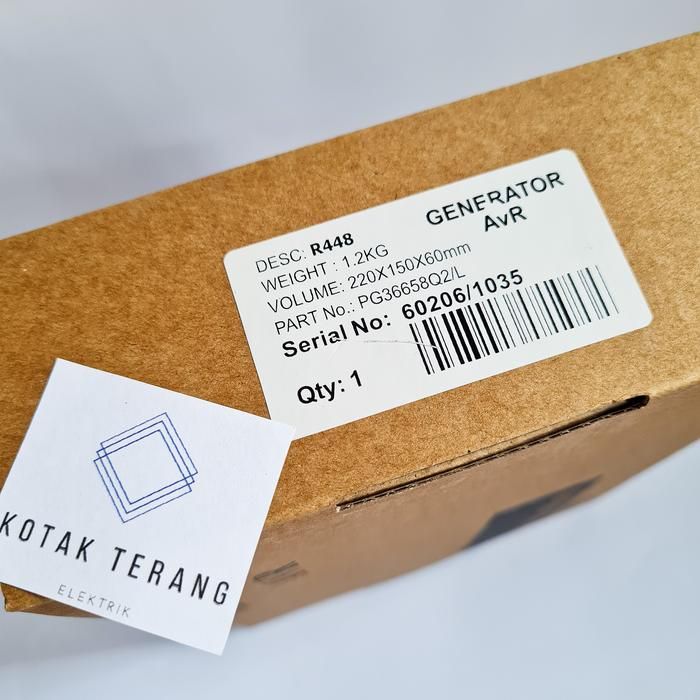 GENERATOR
AvR
DESC: R448
WEIGHT : 1.2KG
VOLUME: 220X150X60mm
PART No.: PG36658Q2/L
Serial No: 60206/1035
Qty: 1
KOTAK TERANG
ELEKTRIK